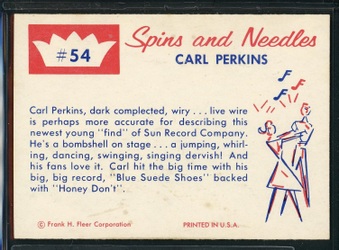 #54
Spins and Needles
CARL PERKINS
Carl Perkins, dark complected, wiry . . . live wire
is perhaps more accurate for describing this
newest young "find" of Sun Record Company.
He's a bombshell on stage . . . a jumping, whirl-
ing, dancing, swinging, singing dervish! And
his fans love it. Carl hit the big time with his
big, big record, "Blue Suede Shoes" backed
with "Honey Don't".
© Frank H. Fleer Corporation
PRINTED IN U.S.A.